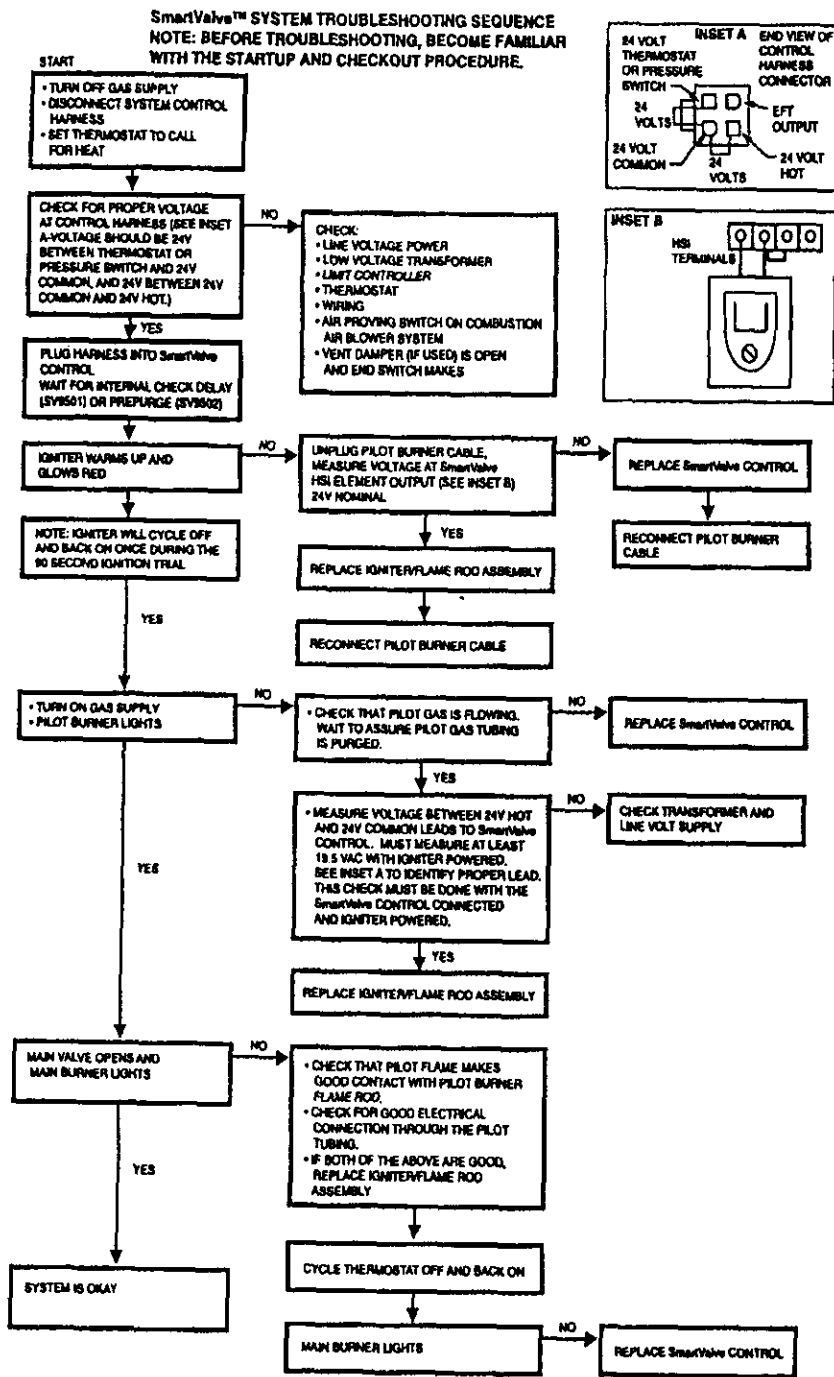 SmartValve™ SYSTEM TROUBLESHOOTING SEQUENCE
NOTE: BEFORE TROUBLESHOOTING, BECOME FAMILIAR
WITH THE STARTUP AND CHECKOUT PROCEDURE.
START
• TURN OFF GAS SUPPLY
• DISCONNECT SYSTEM CONTROL
HARNESS
• SET THERMOSTAT TO CALL
FOR HEAT
CHECK FOR PROPER VOLTAGE
AT CONTROL HARNESS (SEE INSET
A-VOLTAGE SHOULD BE 24V
BETWEEN THERMOSTAT OR
PRESSURE SWITCH AND 24V
COMMON, AND 24V BETWEEN 24V
COMMON AND 24V HOT.)
NO
CHECK:
• LINE VOLTAGE POWER
• LOW VOLTAGE TRANSFORMER
• LIMIT CONTROLLER
• THERMOSTAT
• WIRING
• AIR PROVING SWITCH ON COMBUSTION
AIR BLOWER SYSTEM
• VENT DAMPER (IF USED) IS OPEN
AND END SWITCH MAKES
YES
PLUG HARNESS INTO SmartValve
CONTROL
WAIT FOR INTERNAL CHECK DELAY
(SV9501) OR PREPURGE (SV9502)
IGNITER WARMS UP AND
GLOWS RED
NO
UNPLUG PILOT BURNER CABLE,
MEASURE VOLTAGE AT SmartValve
HSI ELEMENT OUTPUT (SEE INSET B)
24V NOMINAL
NO
REPLACE SmartValve CONTROL
RECONNECT PILOT BURNER
CABLE
YES
REPLACE IGNITER/FLAME ROD ASSEMBLY
RECONNECT PILOT BURNER CABLE
NOTE: IGNITER WILL CYCLE OFF
AND BACK ON ONCE DURING THE
90 SECOND IGNITION TRIAL
YES
• TURN ON GAS SUPPLY
• PILOT BURNER LIGHTS
NO
• CHECK THAT PILOT GAS IS FLOWING.
WAIT TO ASSURE PILOT GAS TUBING
IS PURGED.
NO
REPLACE SmartValve CONTROL
YES
• MEASURE VOLTAGE BETWEEN 24V HOT
AND 24V COMMON LEADS TO SmartValve
CONTROL. MUST MEASURE AT LEAST
19.5 VAC WITH IGNITER POWERED.
SEE INSET A TO IDENTIFY PROPER LEAD.
THIS CHECK MUST BE DONE WITH THE
SmartValve CONTROL CONNECTED
AND IGNITER POWERED.
NO
CHECK TRANSFORMER AND
LINE VOLT SUPPLY
YES
REPLACE IGNITER/FLAME ROD ASSEMBLY
YES
MAIN VALVE OPENS AND
MAIN BURNER LIGHTS
NO
• CHECK THAT PILOT FLAME MAKES
GOOD CONTACT WITH PILOT BURNER
FLAME ROD.
• CHECK FOR GOOD ELECTRICAL
CONNECTION THROUGH THE PILOT
TUBING.
• IF BOTH OF THE ABOVE ARE GOOD,
REPLACE IGNITER/FLAME ROD
ASSEMBLY
YES
SYSTEM IS OKAY
CYCLE THERMOSTAT OFF AND BACK ON
MAIN BURNER LIGHTS
NO
REPLACE SmartValve CONTROL
INSET A
24 VOLT
THERMOSTAT
OR PRESSURE
SWITCH
END VIEW OF
CONTROL
HARNESS
CONNECTOR
24
VOLTS
EFT
OUTPUT
24 VOLT
COMMON
24
VOLTS
24 VOLT
HOT
INSET B
HSI
TERMINALS